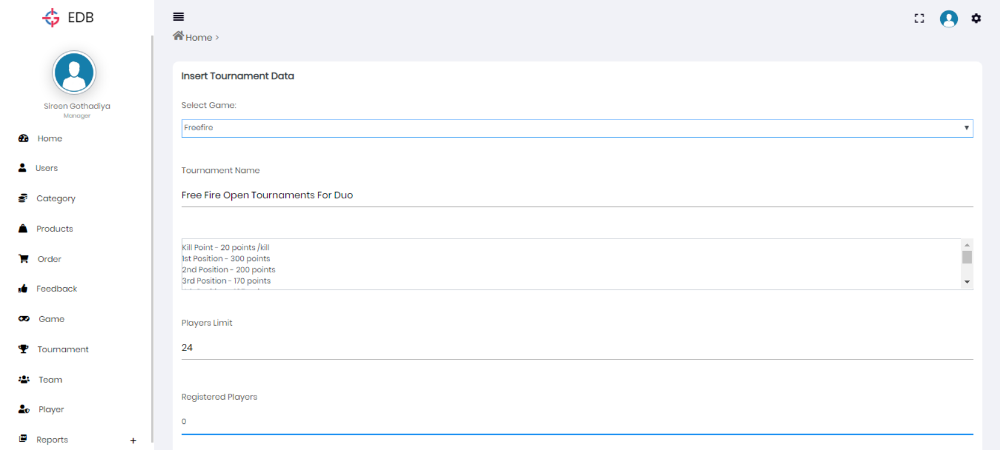 EDB
Sireen Gothadiya
Manager
Home
Users
Category
Products
Order
Feedback
Game
Tournament
Team
Player
Reports +
Home >
Insert Tournament Data
Select Game:
Freefire
Tournament Name
Free Fire Open Tournaments For Duo
Kill Point - 20 points /kill
1st Position - 300 points
2nd Position - 200 points
3rd Position - 170 points
Players Limit
24
Registered Players
0